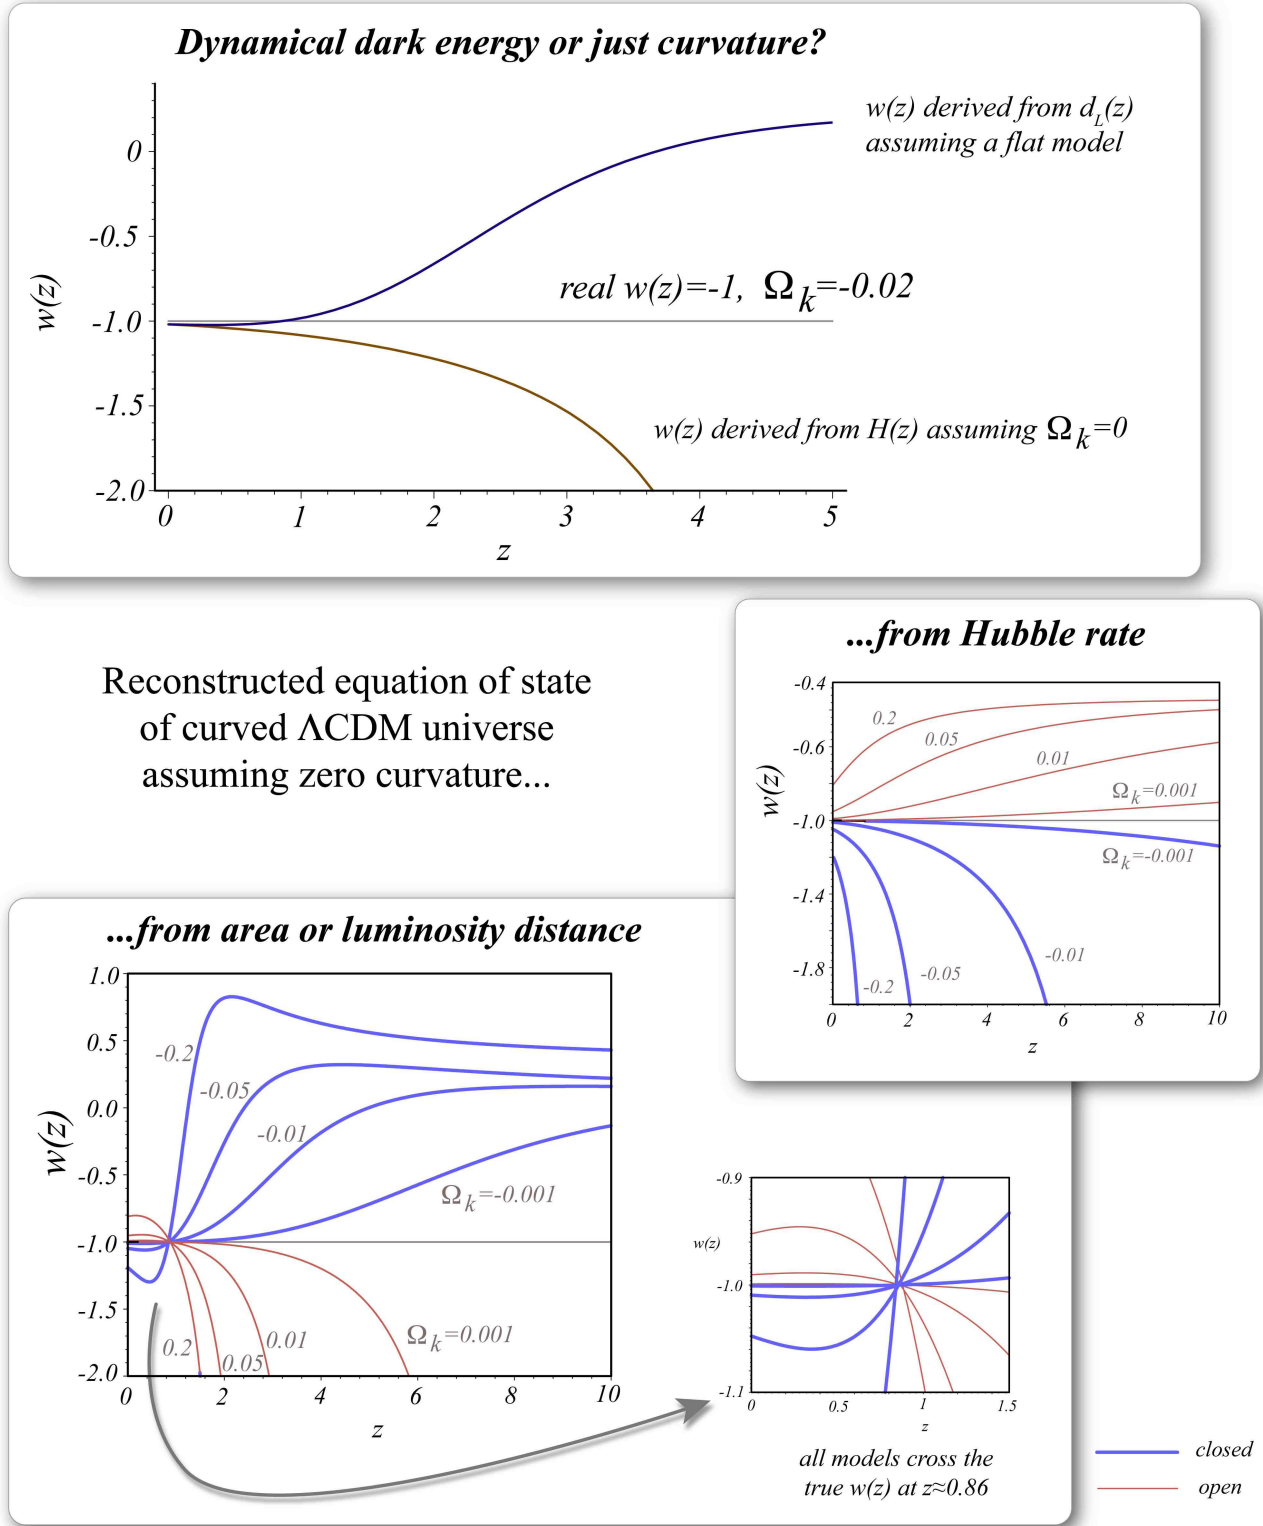 Dynamical dark energy or just curvature?
w(z) derived from d_L(z)
assuming a flat model
0
-0.5
-1.0
-1.5
-2.0
w(z)
real w(z)=-1, Ω_k=-0.02
w(z) derived from H(z) assuming Ω_k=0
0 1 2 3 4 5
z
Reconstructed equation of state
of curved ΛCDM universe
assuming zero curvature...
...from Hubble rate
-0.4
-0.6
-1.0
-1.4
-1.8
w(z)
0.2
0.05
0.01
Ω_k=0.001
Ω_k=-0.001
-0.01
-0.05
-0.2
0 2 4 6 8 10
z
...from area or luminosity distance
1.0
0.5
0.0
-0.5
-1.0
-1.5
-2.0
w(z)
-0.2
-0.05
-0.01
Ω_k=-0.001
Ω_k=0.001
0.01
0.05
0.2
0 2 4 6 8 10
z
-0.9
-1.0
-1.1
w(z)
0 0.5 1 1.5
z
all models cross the
true w(z) at z≈0.86
closed
open